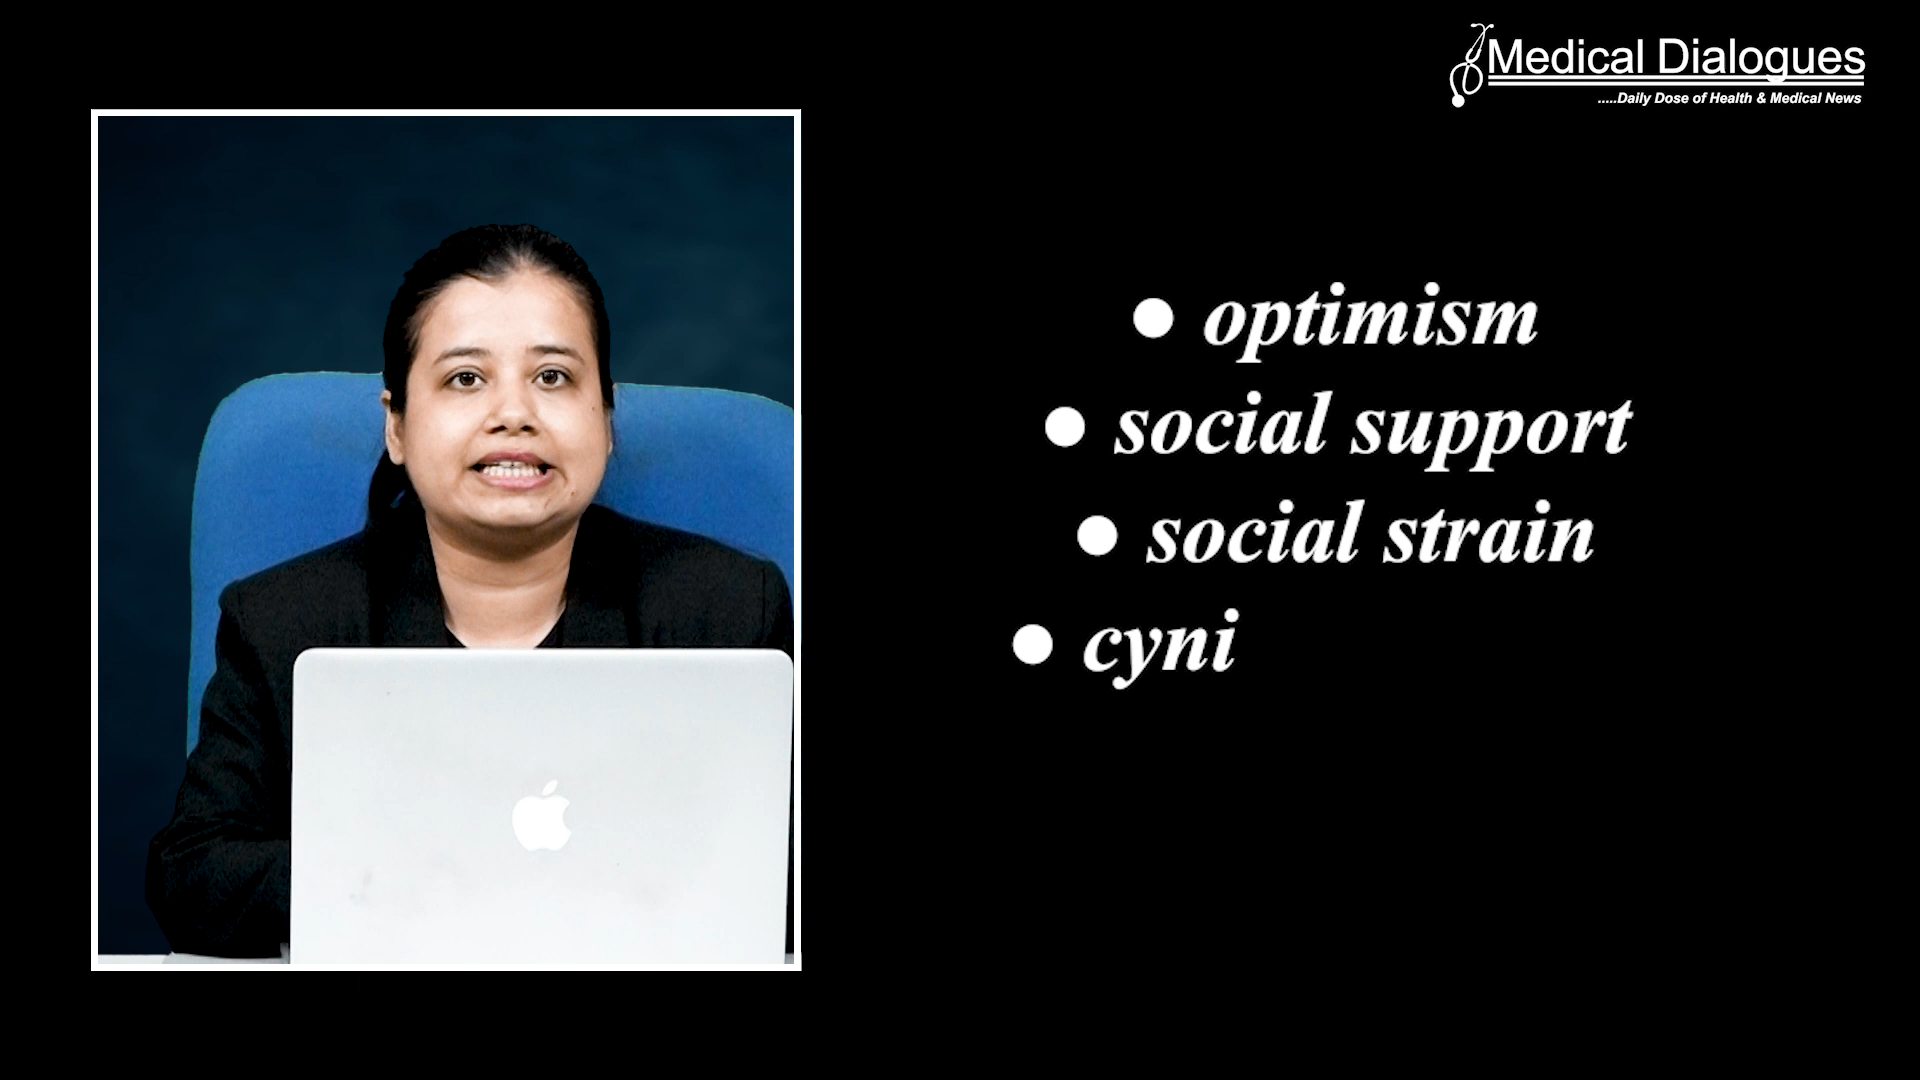 Medical Dialogues
.....Daily Dose of Health & Medical News
● optimism
● social support
● social strain
● cyni